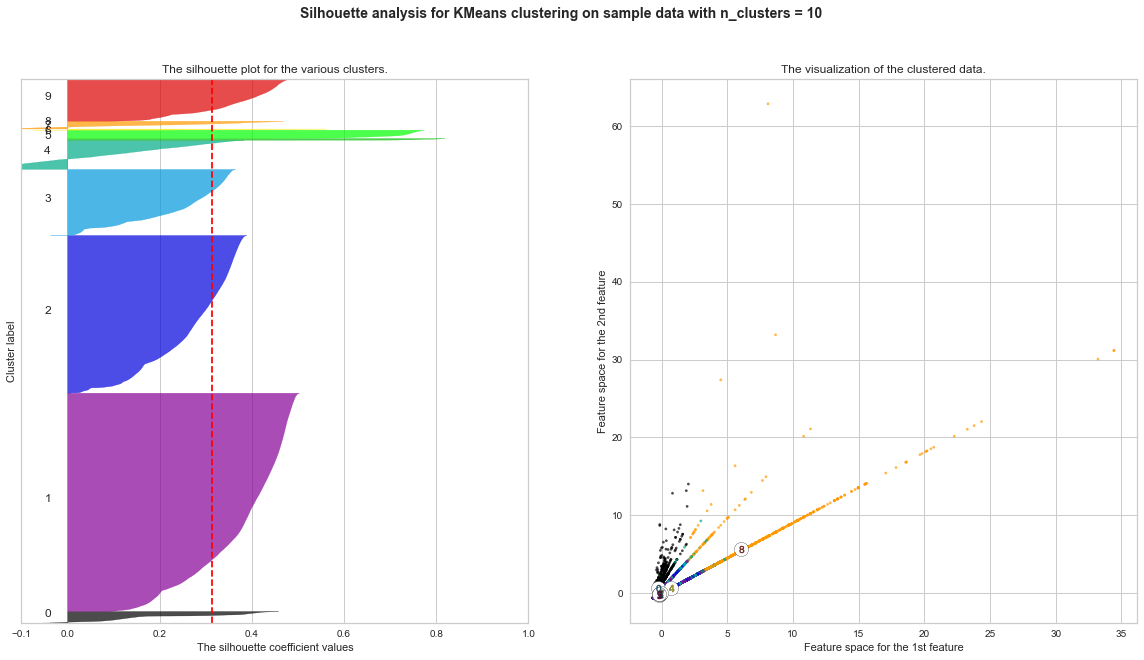 Silhouette analysis for KMeans clustering on sample data with n_clusters = 10
The silhouette plot for the various clusters.
9
8
5
4
3
2
1
0
Cluster label
−0.1 0.0 0.2 0.4 0.6 0.8 1.0
The silhouette coefficient values
The visualization of the clustered data.
60
50
40
30
20
10
0
Feature space for the 2nd feature
8
4
0 5 10 15 20 25 30 35
Feature space for the 1st feature